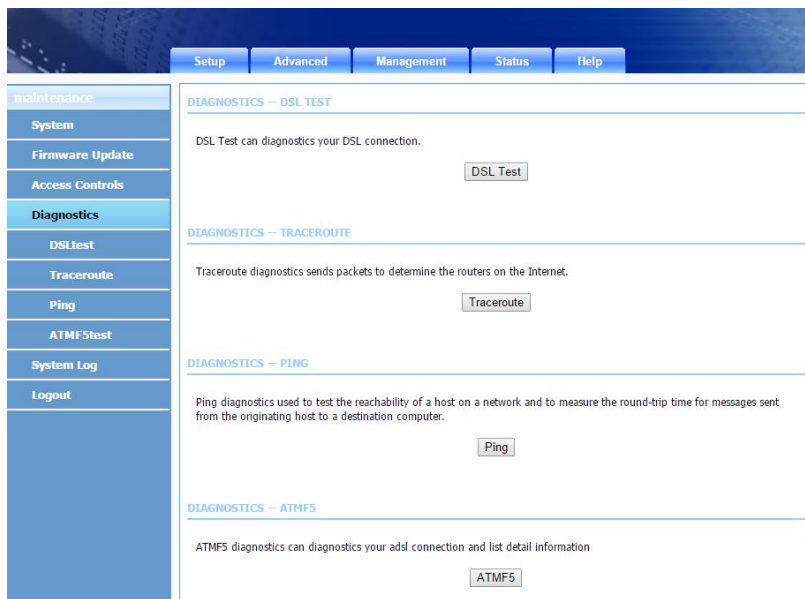 Setup
Advanced
Management
Status
Help
maintenance
System
Firmware Update
Access Controls
Diagnostics
DSLtest
Traceroute
Ping
ATMF5test
System Log
Logout
DIAGNOSTICS -- DSL TEST
DSL Test can diagnostics your DSL connection.
DSL Test
DIAGNOSTICS -- TRACEROUTE
Traceroute diagnostics sends packets to determine the routers on the Internet.
Traceroute
DIAGNOSTICS -- PING
Ping diagnostics used to test the reachability of a host on a network and to measure the round-trip time for messages sent
from the originating host to a destination computer.
Ping
DIAGNOSTICS -- ATMF5
ATMF5 diagnostics can diagnostics your adsl connection and list detail information
ATMF5